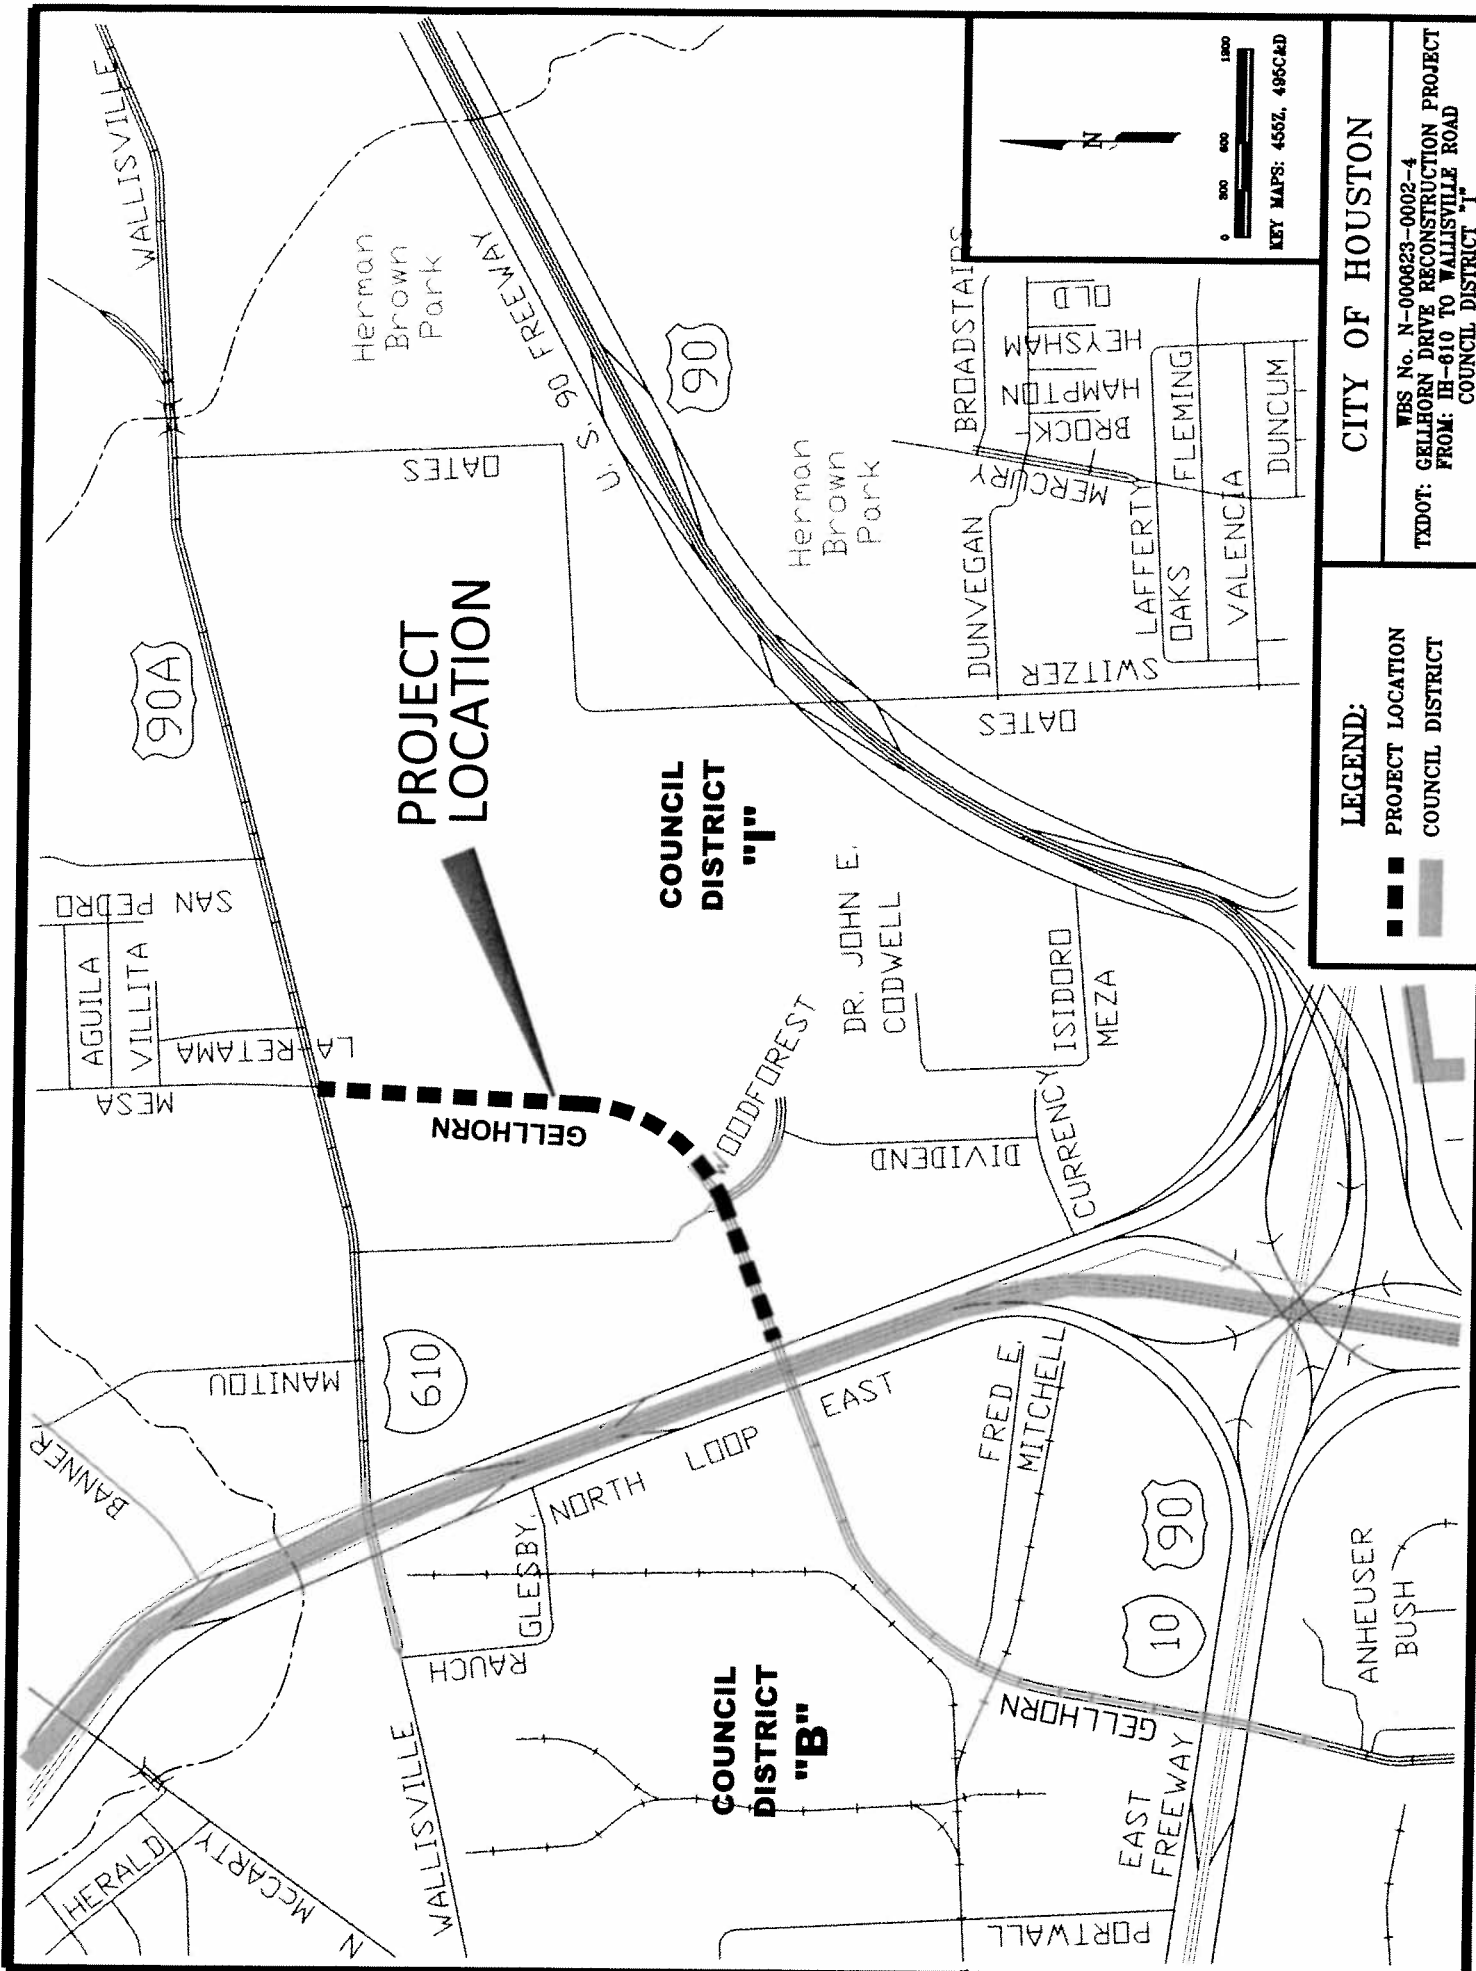 WALLISVILLE
Herman
Brown
Park
U. S. 90 FREEWAY
90
OATES
90A
PROJECT
LOCATION
SAN PEDRO
AGUILA
VILLITA
LA RETAMA
MESA
GELLHORN
COUNCIL
DISTRICT
"I"
Herman
Brown
Park
BROADSTAIRS
OLD
HEYSHAM
HAMPTON
BROCK-
MERCURY
DUNVEGAN
LAFFERTY
OAKS
FLEMING
VALENCIA
DUNCUM
SWITZER
OATES
DR. JOHN E.
CODWELL
ISIDORO
MEZA
WOODFOREST
DIVIDEND
CURRENCY
MANITOU
BANNER
610
NORTH LOOP EAST
GLESBY
RAUCH
FRED E.
MITCHELL
COUNCIL
DISTRICT
"B"
WALLISVILLE
HERALD
N MCCARTY
GELLHORN
10
90
EAST
FREEWAY
PORTWALL
ANHEUSER
BUSH
N
0 300 600 1200
KEY MAPS: 455Z, 495C&D
CITY OF HOUSTON
WBS No. N-000623-0002-4
TXDOT: GELLHORN DRIVE RECONSTRUCTION PROJECT
FROM: IH-610 TO WALLISVILLE ROAD
COUNCIL DISTRICT "I"
LEGEND:
PROJECT LOCATION
COUNCIL DISTRICT